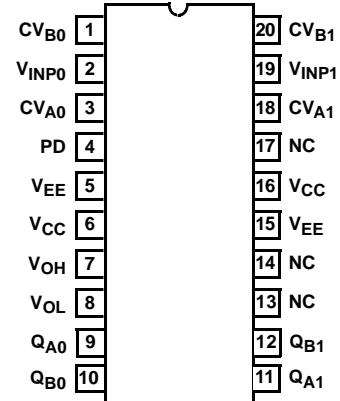 CVB0 1 20 CVB1
VINP0 2 19 VINP1
CVA0 3 18 CVA1
PD 4 17 NC
VEE 5 16 VCC
VCC 6 15 VEE
VOH 7 14 NC
VOL 8 13 NC
QA0 9 12 QB1
QB0 10 11 QA1